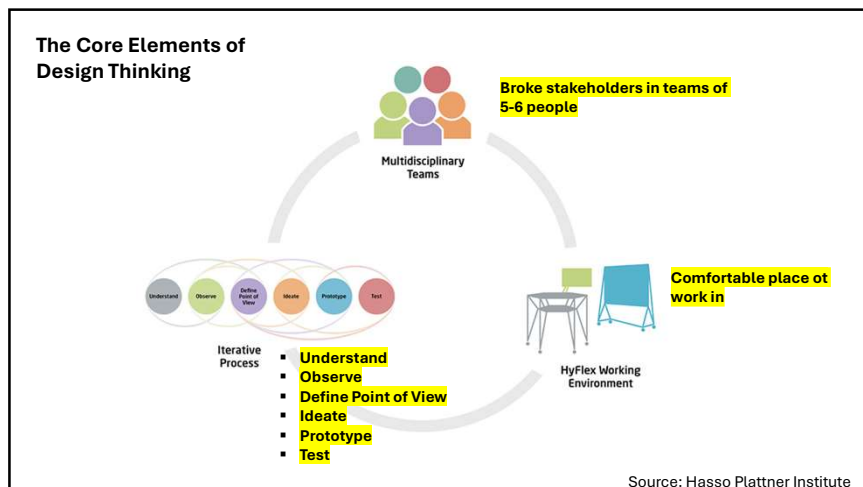 The Core Elements of
Design Thinking
Broke stakeholders in teams of
5-6 people
Multidisciplinary
Teams
Understand
Observe
Define
Point of
View
Ideate
Prototype
Test
Comfortable place ot
work in
Iterative
Process
▪ Understand
▪ Observe
▪ Define Point of View
▪ Ideate
▪ Prototype
▪ Test
HyFlex Working
Environment
Source: Hasso Plattner Institute